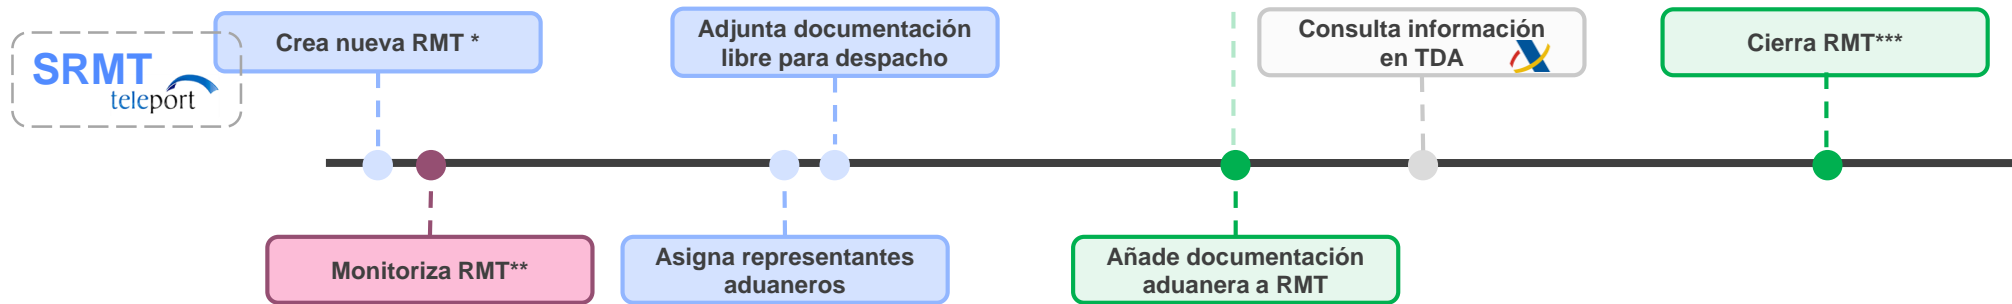 SRMT
teleport
Crea nueva RMT *
Adjunta documentación
libre para despacho
Consulta información
en TDA
Cierra RMT***
Monitoriza RMT**
Asigna representantes
aduaneros
Añade documentación
aduanera a RMT